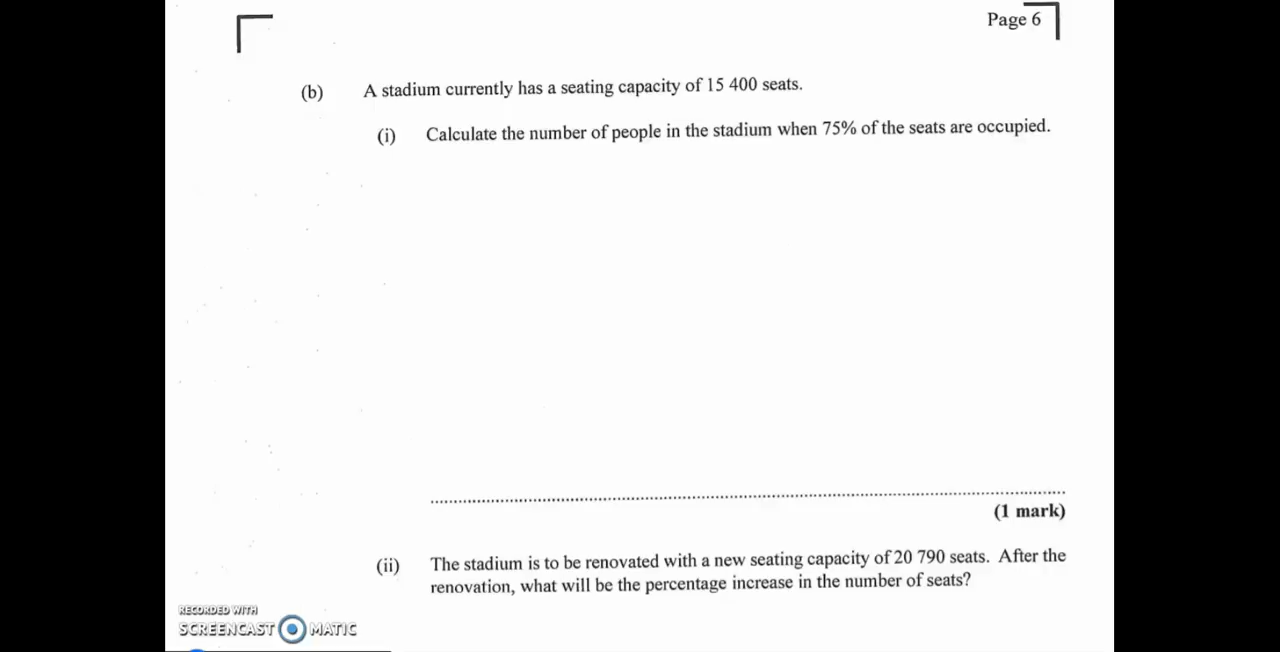 Page 6
(b) A stadium currently has a seating capacity of 15 400 seats.
(i) Calculate the number of people in the stadium when 75% of the seats are occupied.
(1 mark)
(ii) The stadium is to be renovated with a new seating capacity of 20 790 seats. After the
renovation, what will be the percentage increase in the number of seats?
RECORDED WITH
SCREENCAST MATIC